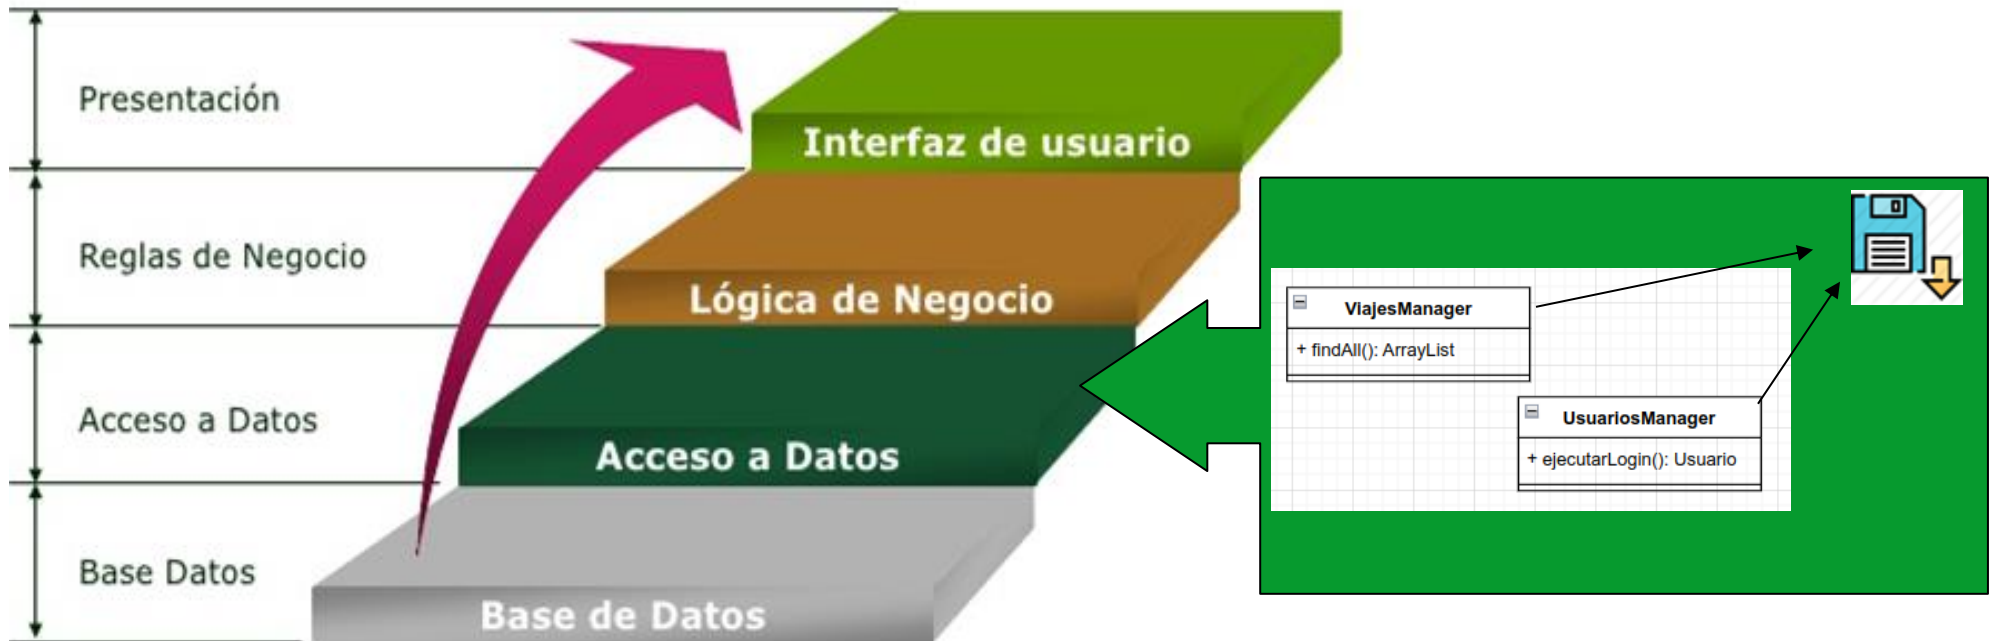 Presentación
Interfaz de usuario
Reglas de Negocio
Lógica de Negocio
Acceso a Datos
Acceso a Datos
Base Datos
Base de Datos
ViajesManager
+ findAll(): ArrayList
UsuariosManager
+ ejecutarLogin(): Usuario